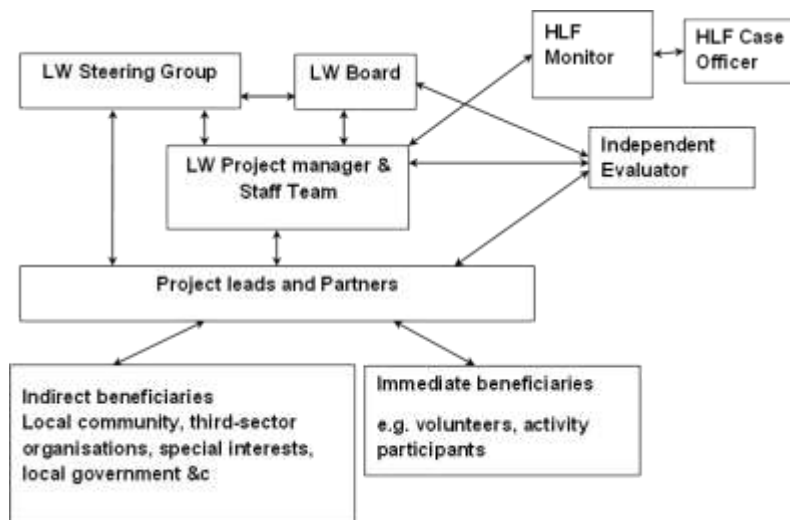 LW Steering Group
LW Board
HLF
Monitor
HLF Case
Officer
LW Project manager &
Staff Team
Independent
Evaluator
Project leads and Partners
Indirect beneficiaries
Local community, third-sector
organisations, special interests,
local government &c
Immediate beneficiaries
e.g. volunteers, activity
participants